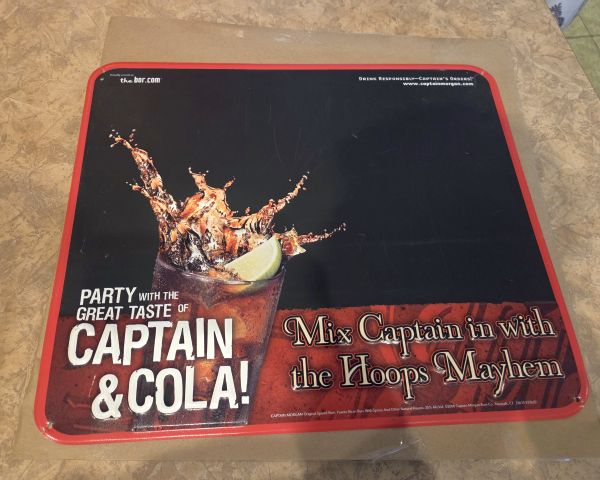 the bar.com
DRINK RESPONSIBLY—CAPTAIN'S ORDERS!
www.captainmorgan.com
PARTY WITH THE
GREAT TASTE OF
CAPTAIN
& COLA!
Mix Captain in with
the Hoops Mayhem